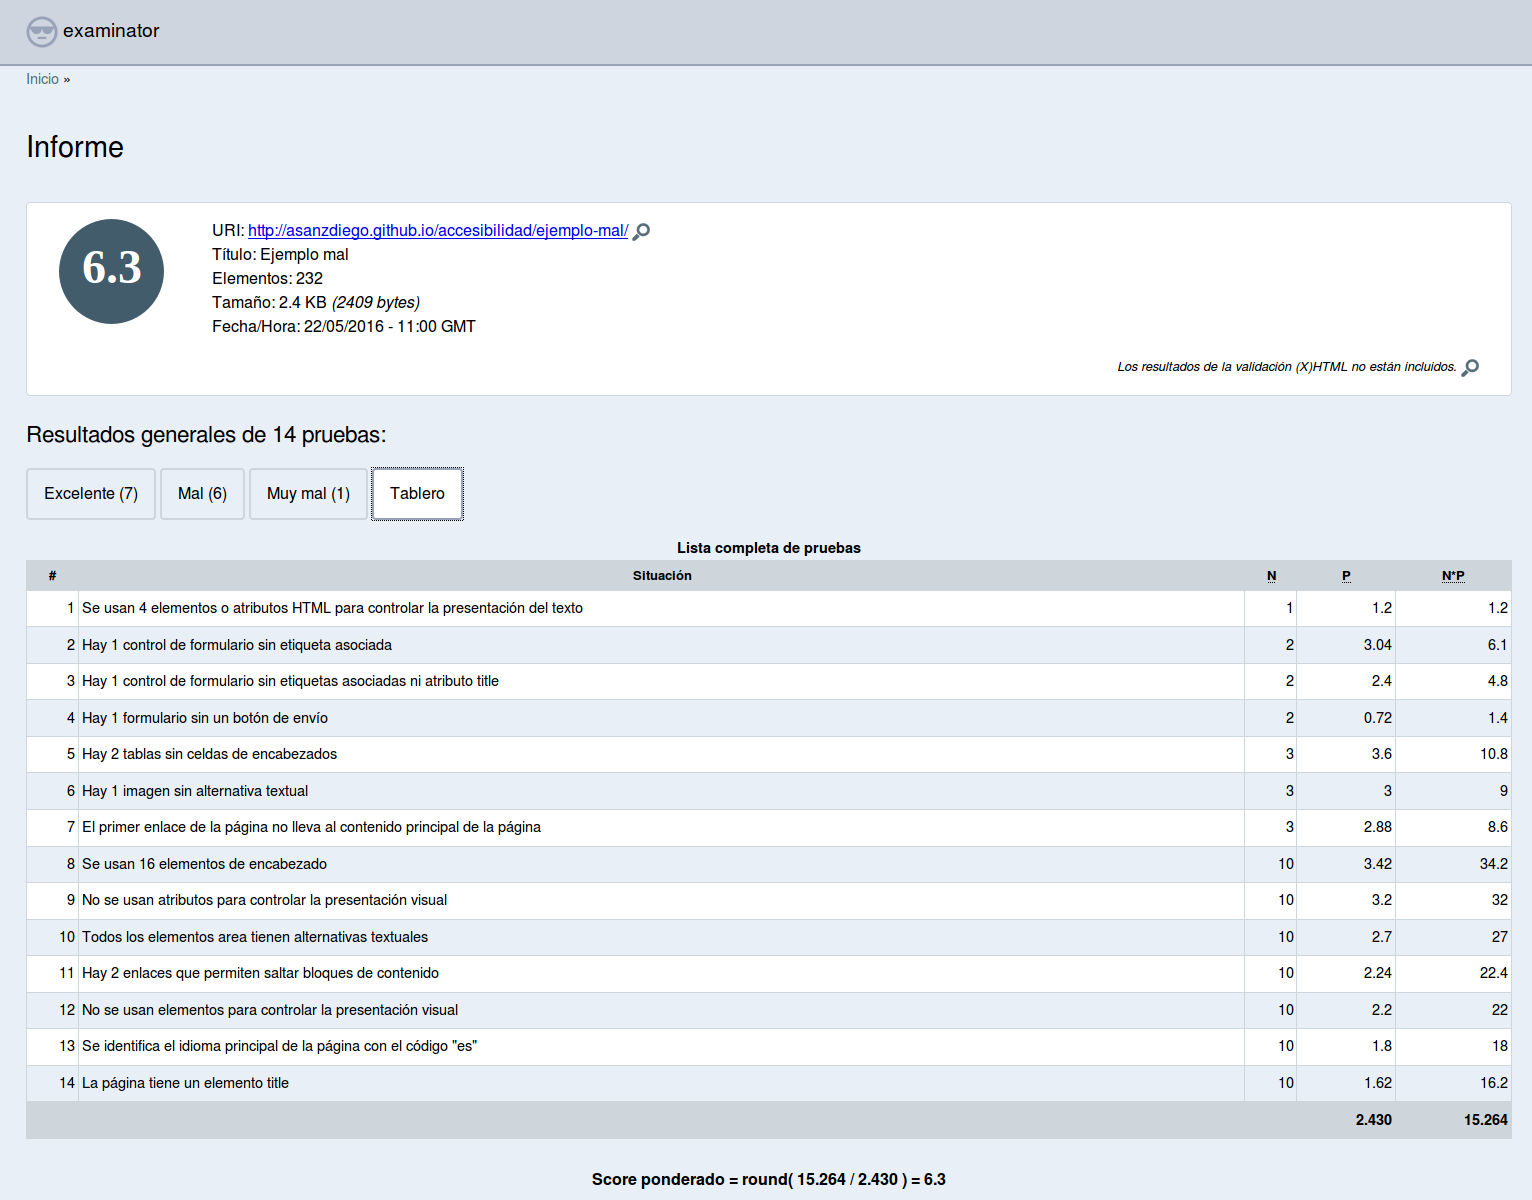 examinator
Inicio »
Informe
6.3
URI: http://asanzdiego.github.io/accesibilidad/ejemplo-mal/
Título: Ejemplo mal
Elementos: 232
Tamaño: 2.4 KB (2409 bytes)
Fecha/Hora: 22/05/2016 - 11:00 GMT
Los resultados de la validación (X)HTML no están incluidos.
Resultados generales de 14 pruebas:
Excelente (7) Mal (6) Muy mal (1) Tablero
Lista completa de pruebas
# Situación N P N*P
1 Se usan 4 elementos o atributos HTML para controlar la presentación del texto 1 1.2 1.2
2 Hay 1 control de formulario sin etiqueta asociada 2 3.04 6.1
3 Hay 1 control de formulario sin etiquetas asociadas ni atributo title 2 2.4 4.8
4 Hay 1 formulario sin un botón de envío 2 0.72 1.4
5 Hay 2 tablas sin celdas de encabezados 3 3.6 10.8
6 Hay 1 imagen sin alternativa textual 3 3 9
7 El primer enlace de la página no lleva al contenido principal de la página 3 2.88 8.6
8 Se usan 16 elementos de encabezado 10 3.42 34.2
9 No se usan atributos para controlar la presentación visual 10 3.2 32
10 Todos los elementos area tienen alternativas textuales 10 2.7 27
11 Hay 2 enlaces que permiten saltar bloques de contenido 10 2.24 22.4
12 No se usan elementos para controlar la presentación visual 10 2.2 22
13 Se identifica el idioma principal de la página con el código "es" 10 1.8 18
14 La página tiene un elemento title 10 1.62 16.2
2.430 15.264
Score ponderado = round( 15.264 / 2.430 ) = 6.3